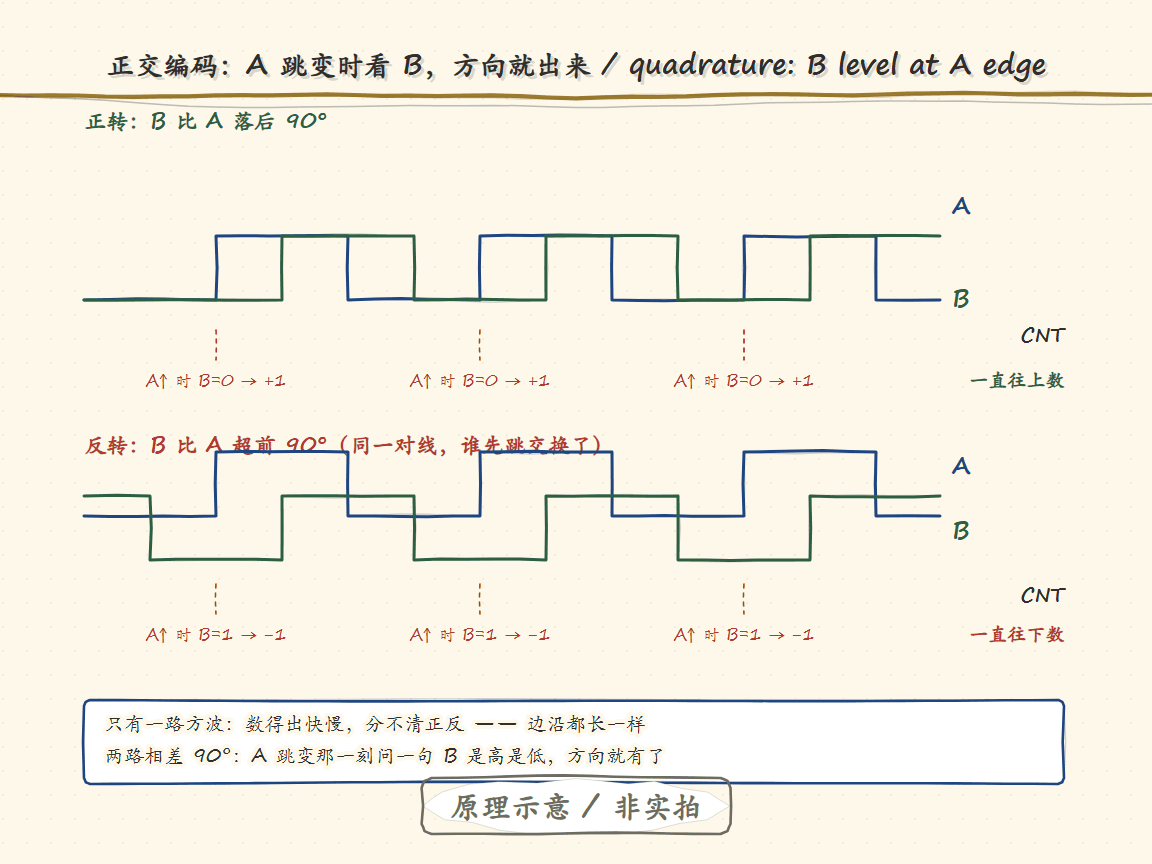 正交编码：A 跳变时看 B，方向就出来 / quadrature: B level at A edge
正转：B 比 A 落后 90°
A
B
CNT
A↑ 时 B=0 → +1
A↑ 时 B=0 → +1
A↑ 时 B=0 → +1
一直往上数
反转：B 比 A 超前 90°（同一对线，谁先跳交换了）
A
B
CNT
A↑ 时 B=1 → −1
A↑ 时 B=1 → −1
A↑ 时 B=1 → −1
一直往下数
只有一路方波：数得出快慢，分不清正反 —— 边沿都长一样
两路相差 90°：A 跳变那一刻问一句 B 是高是低，方向就有了
原理示意 / 非实拍